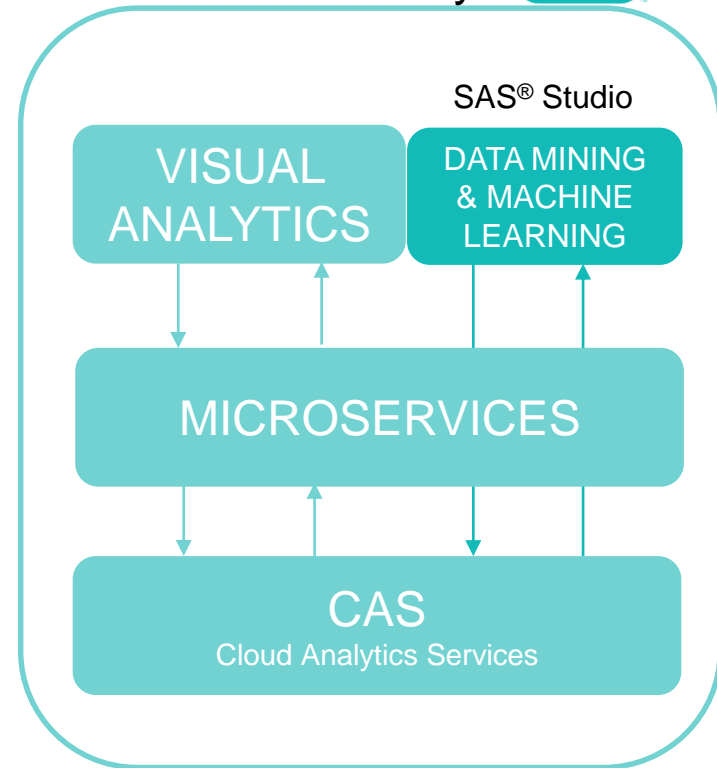 SAS® Studio
VISUAL
ANALYTICS
DATA MINING
& MACHINE
LEARNING
MICROSERVICES
CAS
Cloud Analytics Services